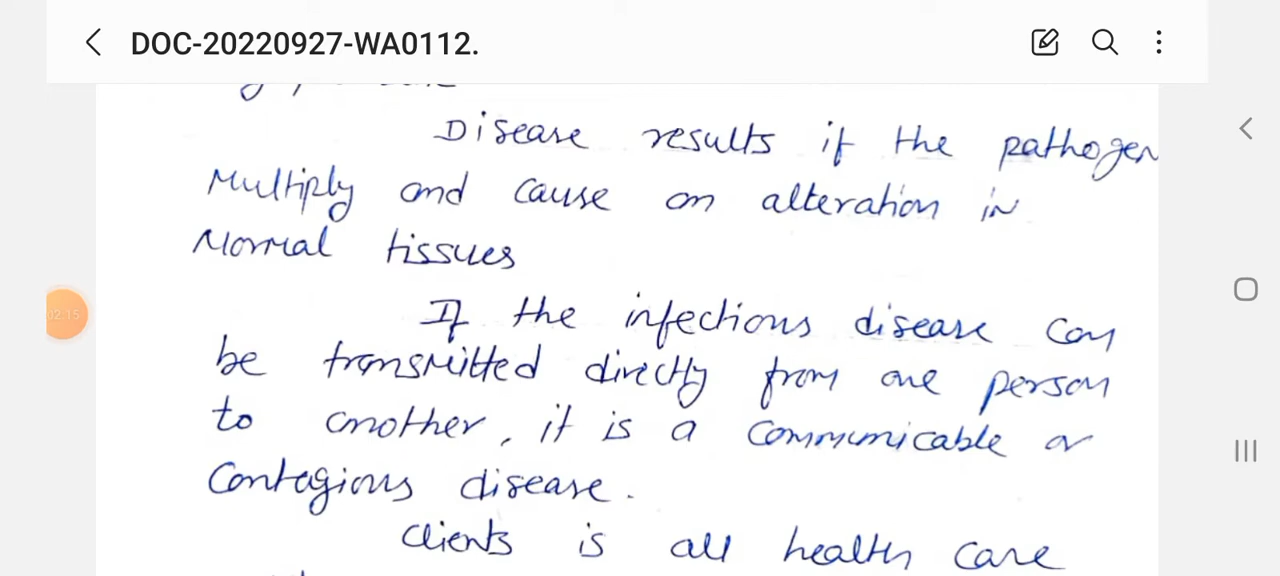 DOC-20220927-WA0112.
Disease results if the pathogen
Multiply and cause an alteration in
Normal tissues
02:15
If the infectious disease can
be transmitted directly from one person
to another, it is a communicable or
Contagious disease.
Clients is all health care